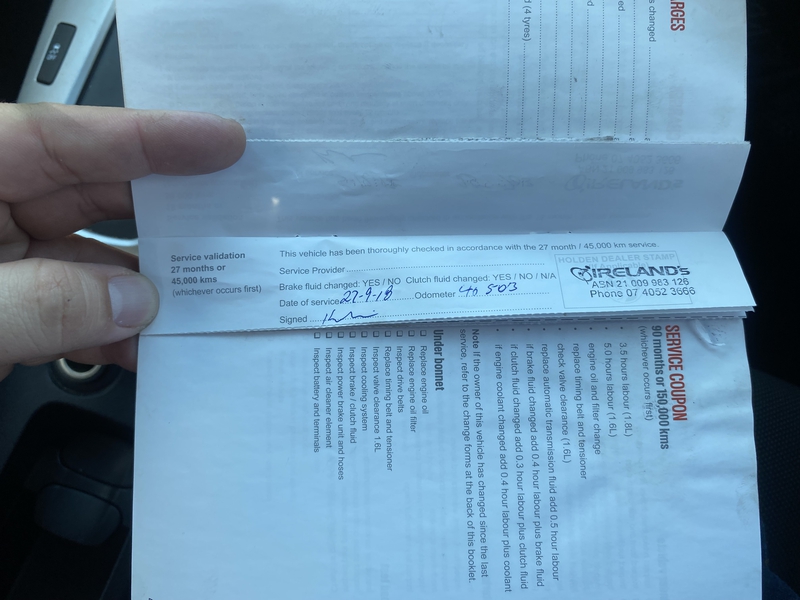 Service validation
27 months or
45,000 kms
(whichever occurs first)
This vehicle has been thoroughly checked in accordance with the 27 month / 45,000 km service.
Service Provider
Brake fluid changed: YES / NO Clutch fluid changed: YES / NO / N/A
Date of service 27-9-18 Odometer 40 503
Signed
HOLDEN DEALER STAMP
IRELAND's
ABN 21 009 983 126
Phone 07 4052 3666
RGES
s changed
d (4 tyres)
SERVICE COUPON
90 months or 150,000 kms
(whichever occurs first)
3.5 hours labour (1.8L)
5.0 hours labour (1.6L)
engine oil and filter change
replace timing belt and tensioner
check valve clearance (1.6L)
replace automatic transmission fluid add 0.5 hour labour
if brake fluid changed add 0.4 hour labour plus brake fluid
if clutch fluid changed add 0.3 hour labour plus clutch fluid
if engine coolant changed add 0.4 hour labour plus coolant
Note If the owner of this vehicle has changed since the last
service, refer to the change forms at the back of this booklet.
Under bonnet
Replace engine oil
Replace engine oil filter
Inspect drive belts
Replace timing belt and tensioner
Inspect valve clearance 1.6L
Inspect cooling system
Inspect brake / clutch fluid
Inspect power brake unit and hoses
Inspect air cleaner element
Inspect battery and terminals